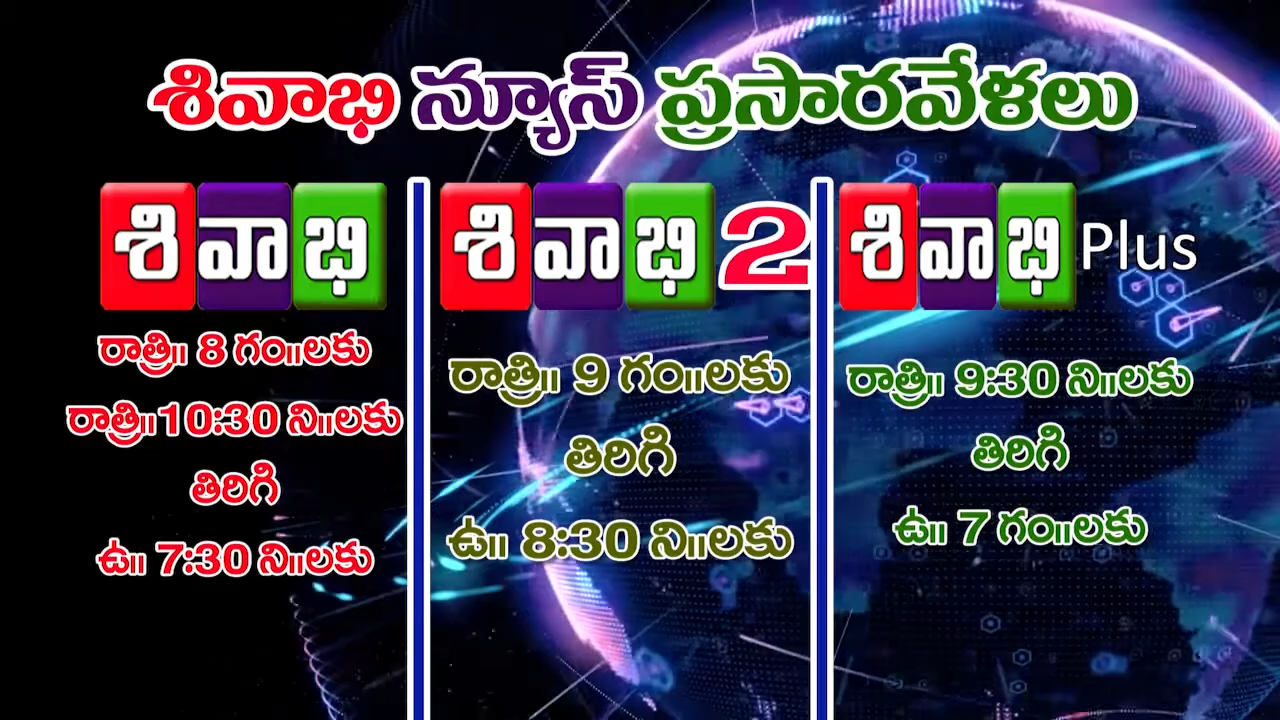 శివాభి న్యూస్ ప్రసారవేళలు
శివాభి
రాత్రి॥ 8 గం॥లకు
రాత్రి॥10:30 ని॥లకు
తిరిగి
ఉ॥ 7:30 ని॥లకు
శివాభి 2
రాత్రి॥ 9 గం॥లకు
తిరిగి
ఉ॥ 8:30 ని॥లకు
శివాభి Plus
రాత్రి॥ 9:30 ని॥లకు
తిరిగి
ఉ॥ 7 గం॥లకు